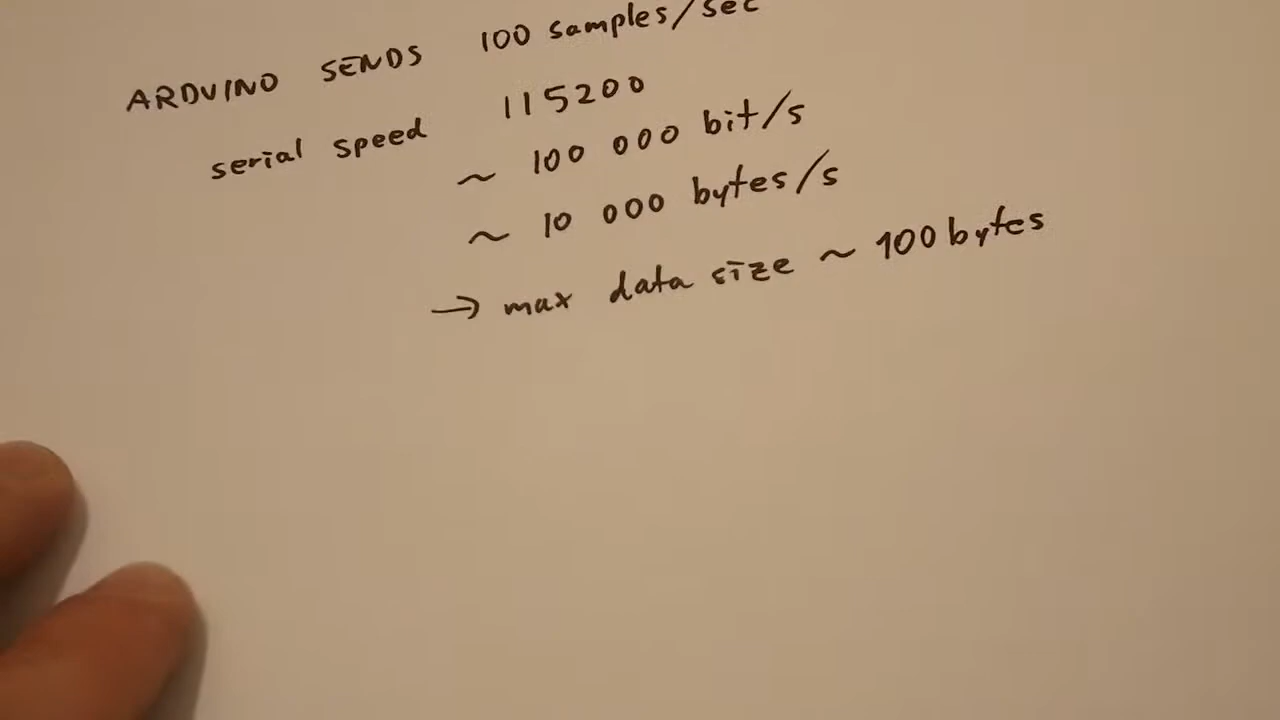 ARDUINO SENDS 100 samples/sec
serial speed 115200
~ 100 000 bit/s
~ 10 000 bytes/s
→ max data size ~ 100 bytes